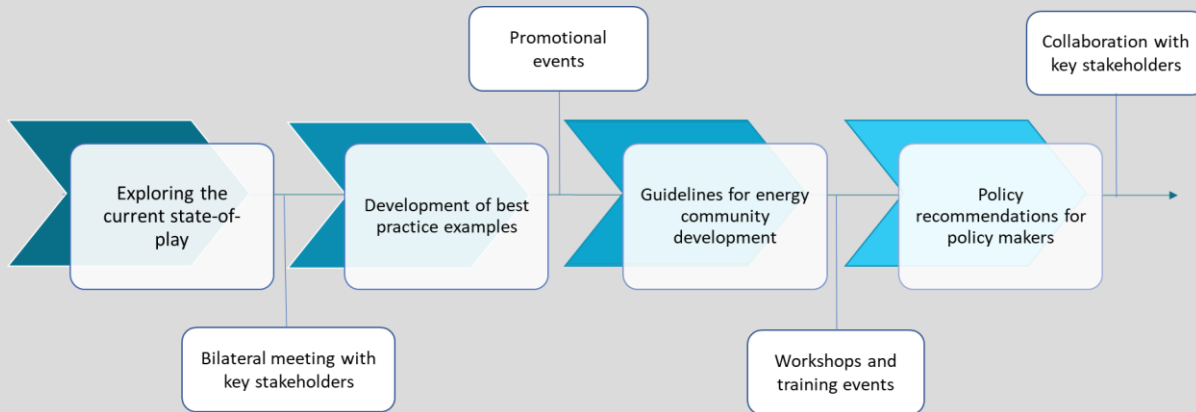 Promotional
events
Collaboration with
key stakeholders
Exploring the
current state-of-
play
Development of best
practice examples
Guidelines for energy
community
development
Policy
recommendations for
policy makers
Bilateral meeting with
key stakeholders
Workshops and
training events